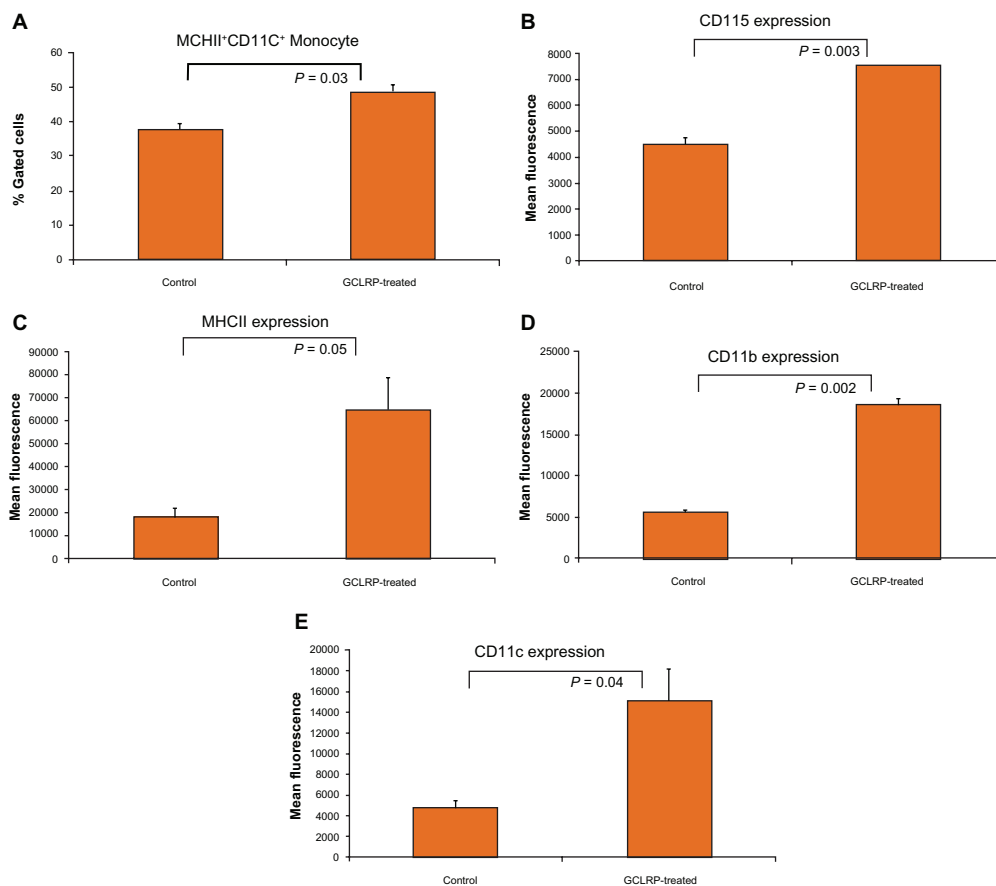 A
MCHII⁺CD11C⁺ Monocyte
P = 0.03
% Gated cells
60
50
40
30
20
10
0
Control GCLRP-treated
B
CD115 expression
P = 0.003
Mean fluorescence
8000
7000
6000
5000
4000
3000
2000
1000
0
Control GCLRP-treated
C
MHCII expression
P = 0.05
Mean fluorescence
90000
80000
70000
60000
50000
40000
30000
20000
10000
0
Control GCLRP-treated
D
CD11b expression
P = 0.002
Mean fluorescence
25000
20000
15000
10000
5000
0
Control GCLRP-treated
E
CD11c expression
P = 0.04
Mean fluorescence
20000
18000
16000
14000
12000
10000
8000
6000
4000
2000
0
Control GCLRP-treated